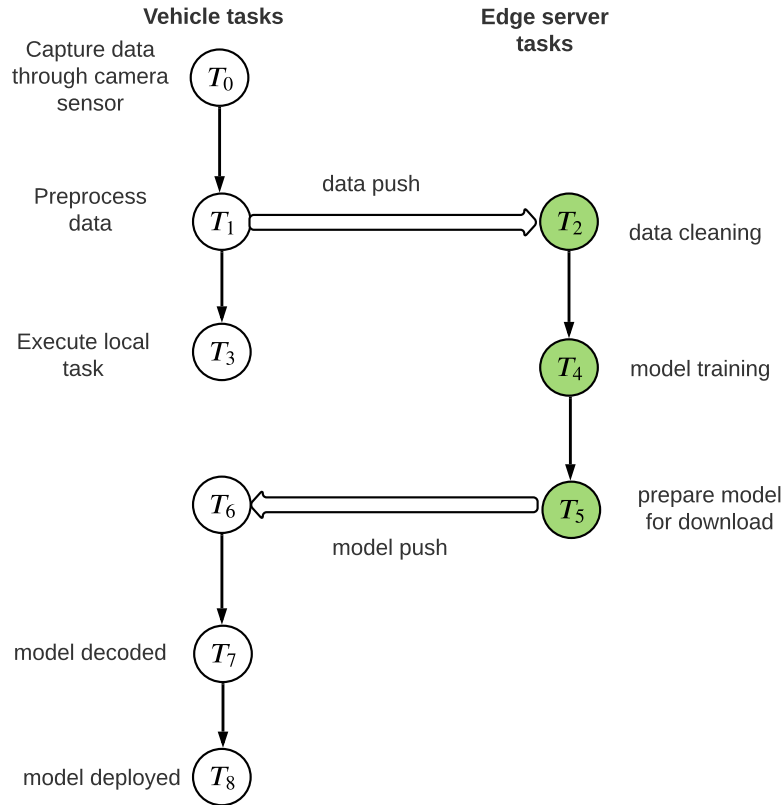 Vehicle tasks
Edge server
tasks
Capture data
through camera
sensor
T0
Preprocess
data
T1
data push
T2
data cleaning
Execute local
task
T3
T4
model training
T6
model push
T5
prepare model
for download
model decoded
T7
model deployed
T8